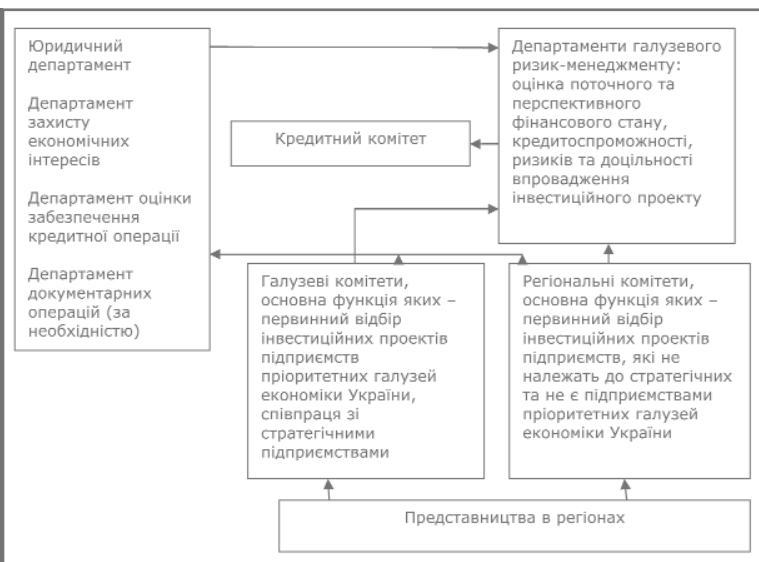 Юридичний
департамент
Департамент
захисту
економічних
інтересів
Департамент оцінки
забезпечення
кредитної операції
Департамент
документарних
операцій (за
необхідністю)
Кредитний комітет
Департаменти галузевого
ризик-менеджменту:
оцінка поточного та
перспективного
фінансового стану,
кредитоспроможності,
ризиків та доцільності
впровадження
інвестиційного проекту
Галузеві комітети,
основна функція яких –
первинний відбір
інвестиційних проектів
підприємств
пріоритетних галузей
економіки України,
співпраця зі
стратегічними
підприємствами
Регіональні комітети,
основна функція яких –
первинний відбір
інвестиційних проектів
підприємств, які не
належать до стратегічних
та не є підприємствами
пріоритетних галузей
економіки України
Представництва в регіонах